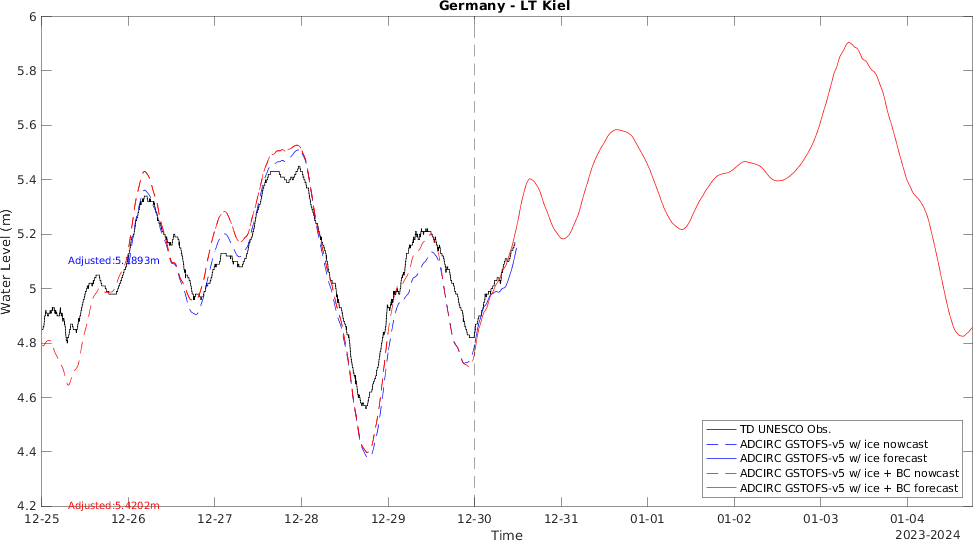 Germany - LT Kiel
6
5.8
5.6
5.4
5.2
5
4.8
4.6
4.4
4.2
Water Level (m)
Adjusted:5.1893m
Adjusted:5.4202m
TD UNESCO Obs.
ADCIRC GSTOFS-v5 w/ ice nowcast
ADCIRC GSTOFS-v5 w/ ice forecast
ADCIRC GSTOFS-v5 w/ ice + BC nowcast
ADCIRC GSTOFS-v5 w/ ice + BC forecast
12-25 12-26 12-27 12-28 12-29 12-30 12-31 01-01 01-02 01-03 01-04
Time
2023-2024